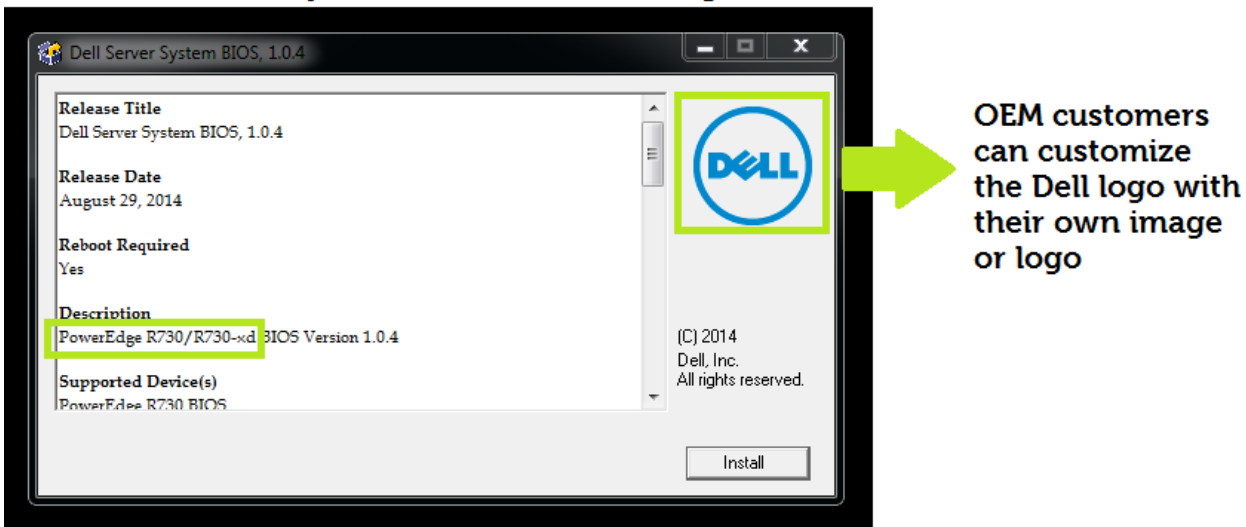 Dell Server System BIOS, 1.0.4
Release Title
Dell Server System BIOS, 1.0.4
Release Date
August 29, 2014
Reboot Required
Yes
Description
PowerEdge R730/R730-xd BIOS Version 1.0.4
Supported Device(s)
PowerEdge R730 BIOS
DELL
(C) 2014
Dell, Inc.
All rights reserved.
Install
OEM customers
can customize
the Dell logo with
their own image
or logo